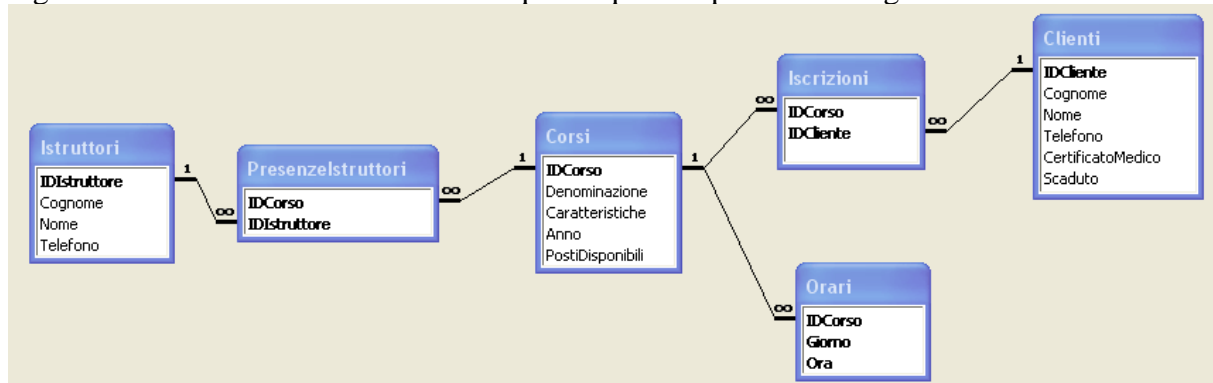 Istruttori
IDIstruttore
Cognome
Nome
Telefono
1
∞
PresenzeIstruttori
IDCorso
IDIstruttore
∞
1
Corsi
IDCorso
Denominazione
Caratteristiche
Anno
PostiDisponibili
1
∞
Iscrizioni
IDCorso
IDCliente
∞
1
Clienti
IDCliente
Cognome
Nome
Telefono
CertificatoMedico
Scaduto
∞
Orari
IDCorso
Giorno
Ora